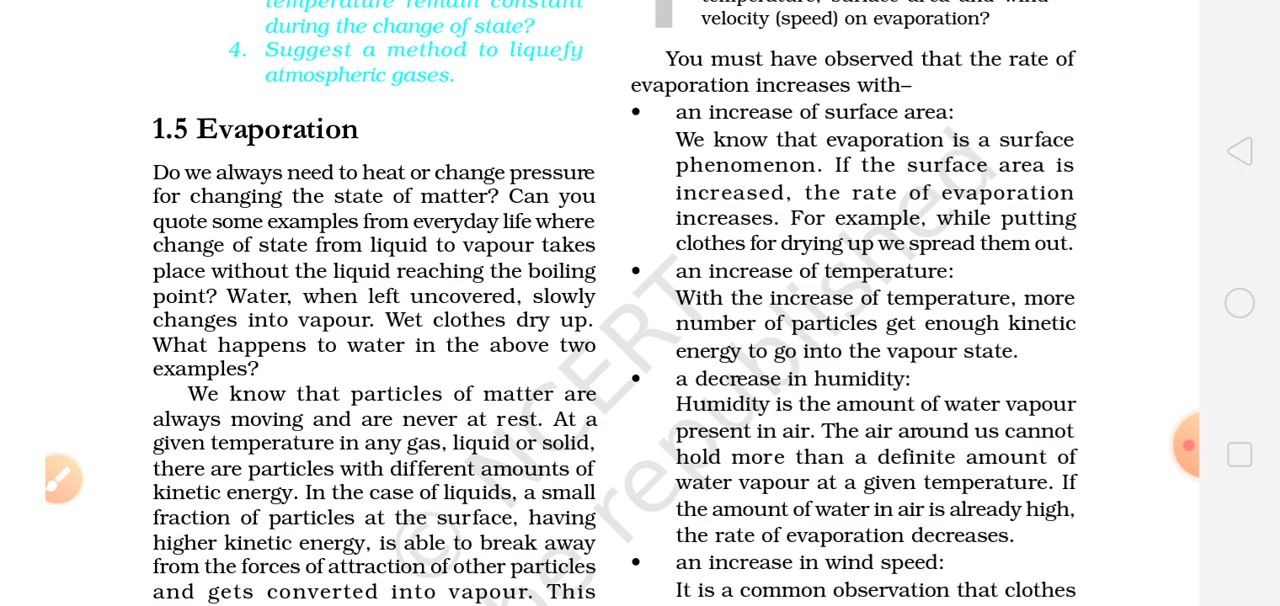 temperature remain constant
during the change of state?
4. Suggest a method to liquefy
atmospheric gases.
1.5 Evaporation
Do we always need to heat or change pressure
for changing the state of matter? Can you
quote some examples from everyday life where
change of state from liquid to vapour takes
place without the liquid reaching the boiling
point? Water, when left uncovered, slowly
changes into vapour. Wet clothes dry up.
What happens to water in the above two
examples?
We know that particles of matter are
always moving and are never at rest. At a
given temperature in any gas, liquid or solid,
there are particles with different amounts of
kinetic energy. In the case of liquids, a small
fraction of particles at the surface, having
higher kinetic energy, is able to break away
from the forces of attraction of other particles
and gets converted into vapour. This
temperature, surface area and wind
velocity (speed) on evaporation?
You must have observed that the rate of
evaporation increases with–
• an increase of surface area:
We know that evaporation is a surface
phenomenon. If the surface area is
increased, the rate of evaporation
increases. For example, while putting
clothes for drying up we spread them out.
• an increase of temperature:
With the increase of temperature, more
number of particles get enough kinetic
energy to go into the vapour state.
• a decrease in humidity:
Humidity is the amount of water vapour
present in air. The air around us cannot
hold more than a definite amount of
water vapour at a given temperature. If
the amount of water in air is already high,
the rate of evaporation decreases.
• an increase in wind speed:
It is a common observation that clothes
© NCERT
be republished